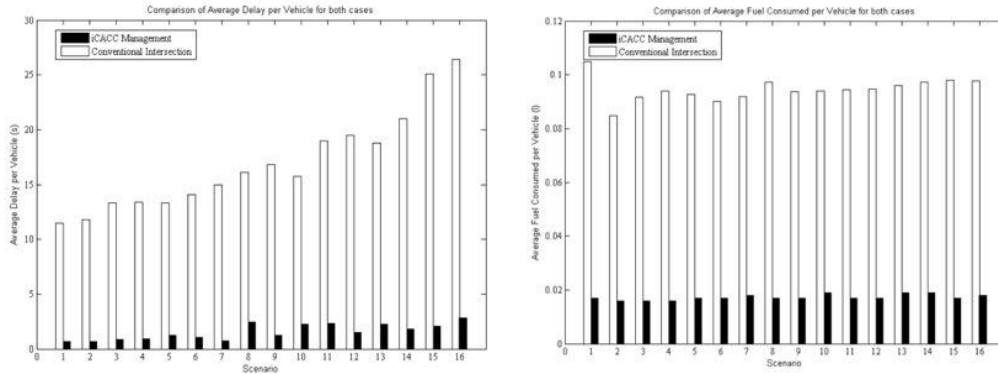 Comparison of Average Delay per Vehicle for both cases
30
25
20
15
10
5
0
Average Delay per Vehicle (s)
iCACC Management
Conventional Intersection
0 1 2 3 4 5 6 7 8 9 10 11 12 13 14 15 16
Scenario
Comparison of Average Fuel Consumed per Vehicle for both cases
0.12
0.1
0.08
0.06
0.04
0.02
0
Average Fuel Consumed per Vehicle (l)
iCACC Management
Conventional Intersection
0 1 2 3 4 5 6 7 8 9 10 11 12 13 14 15 16
Scenario